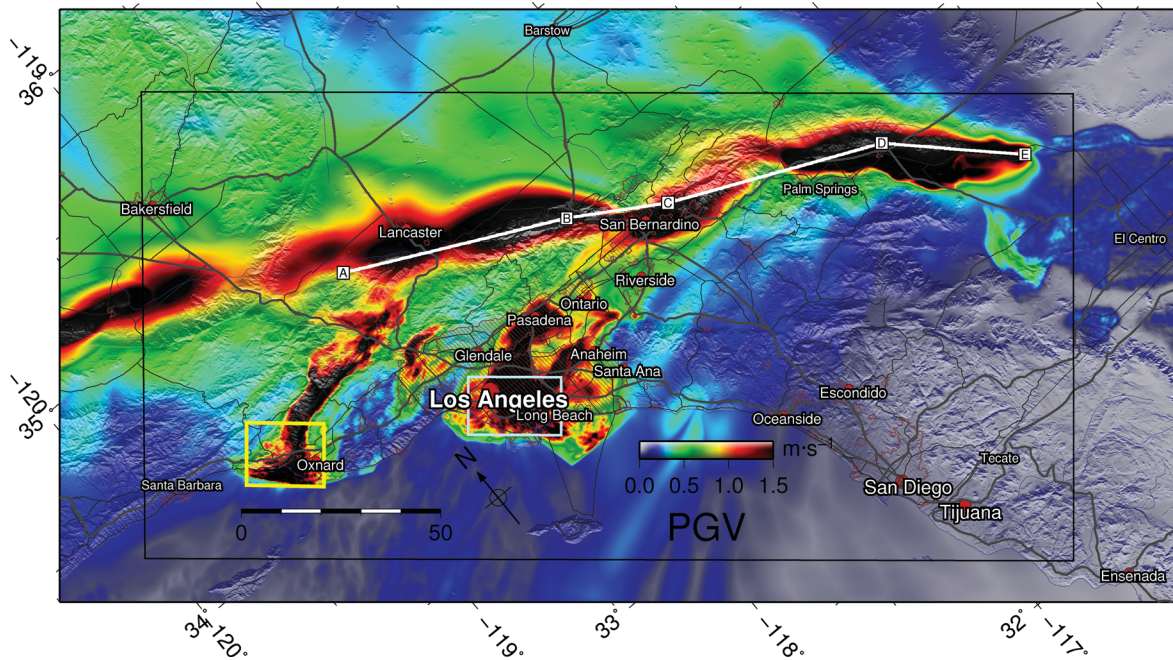 -119°
36°
Barstow
Bakersfield
Lancaster
A
B
C
D
E
Palm Springs
San Bernardino
El Centro
Riverside
Ontario
Pasadena
Glendale
Anaheim
Santa Ana
Los Angeles
Long Beach
Escondido
Oceanside
-120°
35°
Oxnard
Santa Barbara
N
m·s⁻¹
0.0 0.5 1.0 1.5
PGV
0 50
Tecate
San Diego
Tijuana
Ensenada
34°
-120°
-119°
33°
-118°
32°
-117°